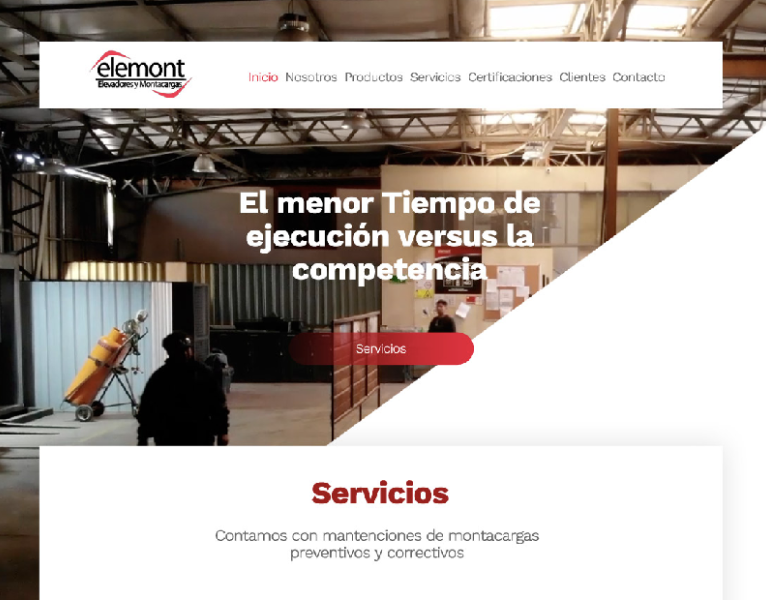 elemont
Elevadores y Montacargas
Inicio Nosotros Productos Servicios Certificaciones Clientes Contacto
El menor Tiempo de
ejecución versus la
competencia
Servicios
Servicios
Contamos con mantenciones de montacargas
preventivos y correctivos